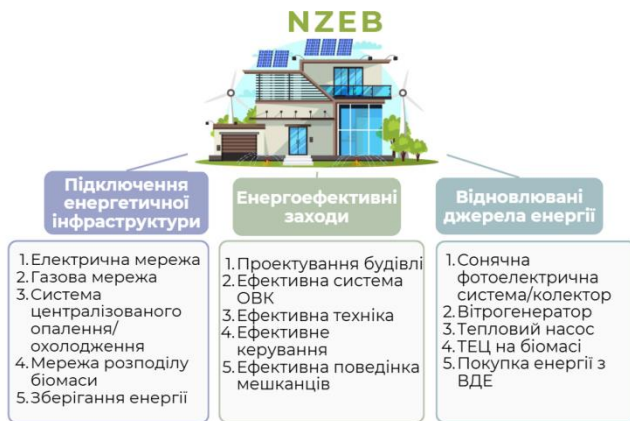 NZEB
Підключення
енергетичної
інфраструктури
1. Електрична мережа
2. Газова мережа
3. Система
централізованого
опалення/
охолодження
4. Мережа розподілу
біомаси
5. Зберігання енергії
Енергоефективні
заходи
1. Проектування будівлі
2. Ефективна система
ОВК
3. Ефективна техніка
4. Ефективне
керування
5. Ефективна поведінка
мешканців
Відновлювані
джерела енергії
1. Сонячна
фотоелектрична
система/колектор
2. Вітрогенератор
3. Тепловий насос
4. ТЕЦ на біомасі
5. Покупка енергії з
ВДЕ